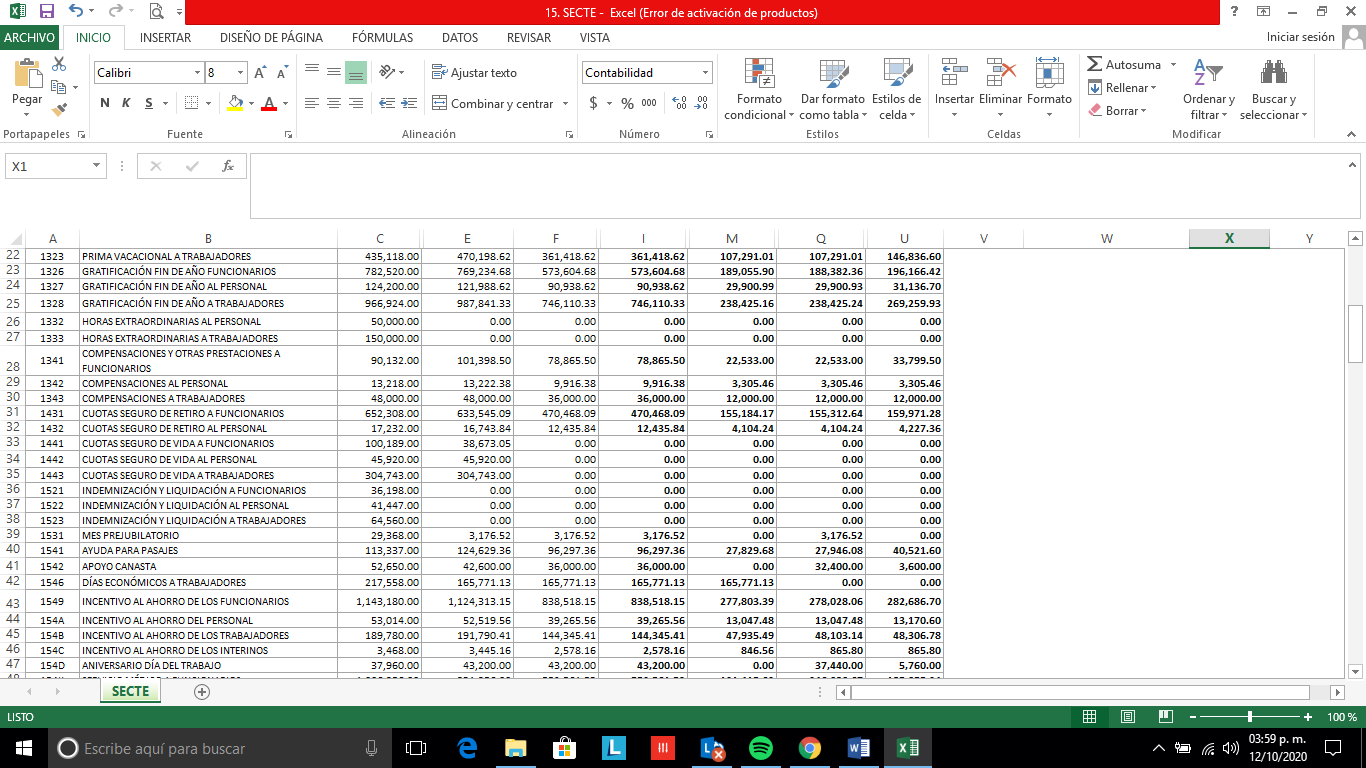 15. SECTE - Excel (Error de activación de productos)
ARCHIVO INICIO INSERTAR DISEÑO DE PÁGINA FÓRMULAS DATOS REVISAR VISTA Iniciar sesión
Pegar
Calibri 8
N K S
Ajustar texto
Combinar y centrar
Contabilidad
$ % 000
Formato condicional
Dar formato como tabla
Estilos de celda
Insertar Eliminar Formato
Autosuma
Rellenar
Borrar
Ordenar y filtrar
Buscar y seleccionar
Portapapeles Fuente Alineación Número Estilos Celdas Modificar
X1 fx
A B C E F I M Q U V W X Y
22 1323 PRIMA VACACIONAL A TRABAJADORES 435,118.00 470,198.62 361,418.62 361,418.62 107,291.01 107,291.01 146,836.60
23 1326 GRATIFICACIÓN FIN DE AÑO FUNCIONARIOS 782,520.00 769,234.68 573,604.68 573,604.68 189,055.90 188,382.36 196,166.42
24 1327 GRATIFICACIÓN FIN DE AÑO AL PERSONAL 124,200.00 121,988.62 90,938.62 90,938.62 29,900.99 29,900.93 31,136.70
25 1328 GRATIFICACIÓN FIN DE AÑO A TRABAJADORES 966,924.00 987,841.33 746,110.33 746,110.33 238,425.16 238,425.24 269,259.93
26 1332 HORAS EXTRAORDINARIAS AL PERSONAL 50,000.00 0.00 0.00 0.00 0.00 0.00 0.00
27 1333 HORAS EXTRAORDINARIAS A TRABAJADORES 150,000.00 0.00 0.00 0.00 0.00 0.00 0.00
28 1341 COMPENSACIONES Y OTRAS PRESTACIONES A FUNCIONARIOS 90,132.00 101,398.50 78,865.50 78,865.50 22,533.00 22,533.00 33,799.50
29 1342 COMPENSACIONES AL PERSONAL 13,218.00 13,222.38 9,916.38 9,916.38 3,305.46 3,305.46 3,305.46
30 1343 COMPENSACIONES A TRABAJADORES 48,000.00 48,000.00 36,000.00 36,000.00 12,000.00 12,000.00 12,000.00
31 1431 CUOTAS SEGURO DE RETIRO A FUNCIONARIOS 652,308.00 633,545.09 470,468.09 470,468.09 155,184.17 155,312.64 159,971.28
32 1432 CUOTAS SEGURO DE RETIRO AL PERSONAL 17,232.00 16,743.84 12,435.84 12,435.84 4,104.24 4,104.24 4,227.36
33 1441 CUOTAS SEGURO DE VIDA A FUNCIONARIOS 100,189.00 38,673.05 0.00 0.00 0.00 0.00 0.00
34 1442 CUOTAS SEGURO DE VIDA AL PERSONAL 45,920.00 45,920.00 0.00 0.00 0.00 0.00 0.00
35 1443 CUOTAS SEGURO DE VIDA A TRABAJADORES 304,743.00 304,743.00 0.00 0.00 0.00 0.00 0.00
36 1521 INDEMNIZACIÓN Y LIQUIDACIÓN A FUNCIONARIOS 36,198.00 0.00 0.00 0.00 0.00 0.00 0.00
37 1522 INDEMNIZACIÓN Y LIQUIDACIÓN AL PERSONAL 41,447.00 0.00 0.00 0.00 0.00 0.00 0.00
38 1523 INDEMNIZACIÓN Y LIQUIDACIÓN A TRABAJADORES 64,560.00 0.00 0.00 0.00 0.00 0.00 0.00
39 1531 MES PREJUBILATORIO 29,368.00 3,176.52 3,176.52 3,176.52 0.00 3,176.52 0.00
40 1541 AYUDA PARA PASAJES 113,337.00 124,629.36 96,297.36 96,297.36 27,829.68 27,946.08 40,521.60
41 1542 APOYO CANASTA 52,650.00 42,600.00 36,000.00 36,000.00 0.00 32,400.00 3,600.00
42 1546 DÍAS ECONÓMICOS A TRABAJADORES 217,558.00 165,771.13 165,771.13 165,771.13 165,771.13 0.00 0.00
43 1549 INCENTIVO AL AHORRO DE LOS FUNCIONARIOS 1,143,180.00 1,124,313.15 838,518.15 838,518.15 277,803.39 278,028.06 282,686.70
44 154A INCENTIVO AL AHORRO DEL PERSONAL 53,014.00 52,519.56 39,265.56 39,265.56 13,047.48 13,047.48 13,170.60
45 154B INCENTIVO AL AHORRO DE LOS TRABAJADORES 189,780.00 191,790.41 144,345.41 144,345.41 47,935.49 48,103.14 48,306.78
46 154C INCENTIVO AL AHORRO DE LOS INTERINOS 3,468.00 3,445.16 2,578.16 2,578.16 846.56 865.80 865.80
47 154D ANIVERSARIO DÍA DEL TRABAJO 37,960.00 43,200.00 43,200.00 43,200.00 0.00 37,440.00 5,760.00
SECTE
LISTO 100 %
Escribe aquí para buscar
03:59 p. m.
12/10/2020